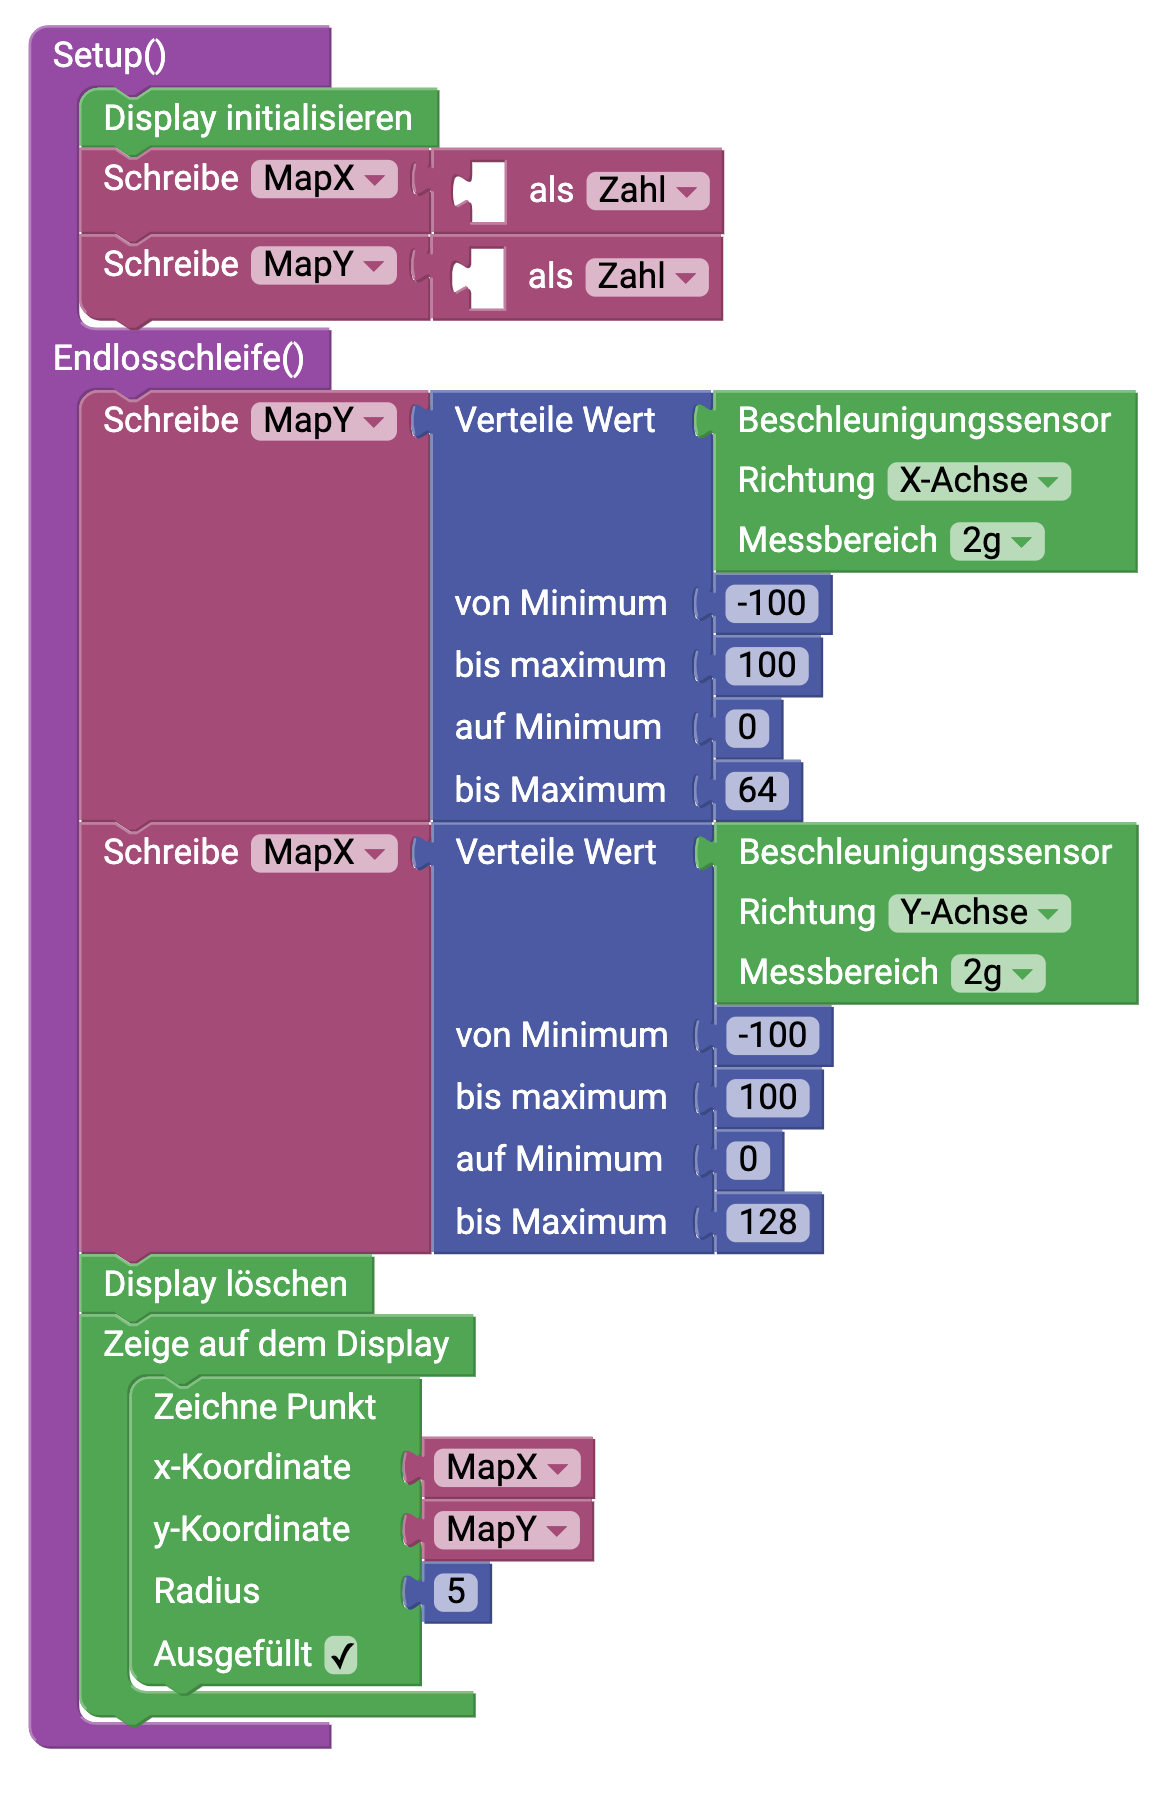 Setup()
Display initialisieren
Schreibe MapX als Zahl
Schreibe MapY als Zahl
Endlosschleife()
Schreibe MapY Verteile Wert Beschleunigungssensor
Richtung X-Achse
Messbereich 2g
von Minimum -100
bis maximum 100
auf Minimum 0
bis Maximum 64
Schreibe MapX Verteile Wert Beschleunigungssensor
Richtung Y-Achse
Messbereich 2g
von Minimum -100
bis maximum 100
auf Minimum 0
bis Maximum 128
Display löschen
Zeige auf dem Display
Zeichne Punkt
x-Koordinate MapX
y-Koordinate MapY
Radius 5
Ausgefüllt ✓